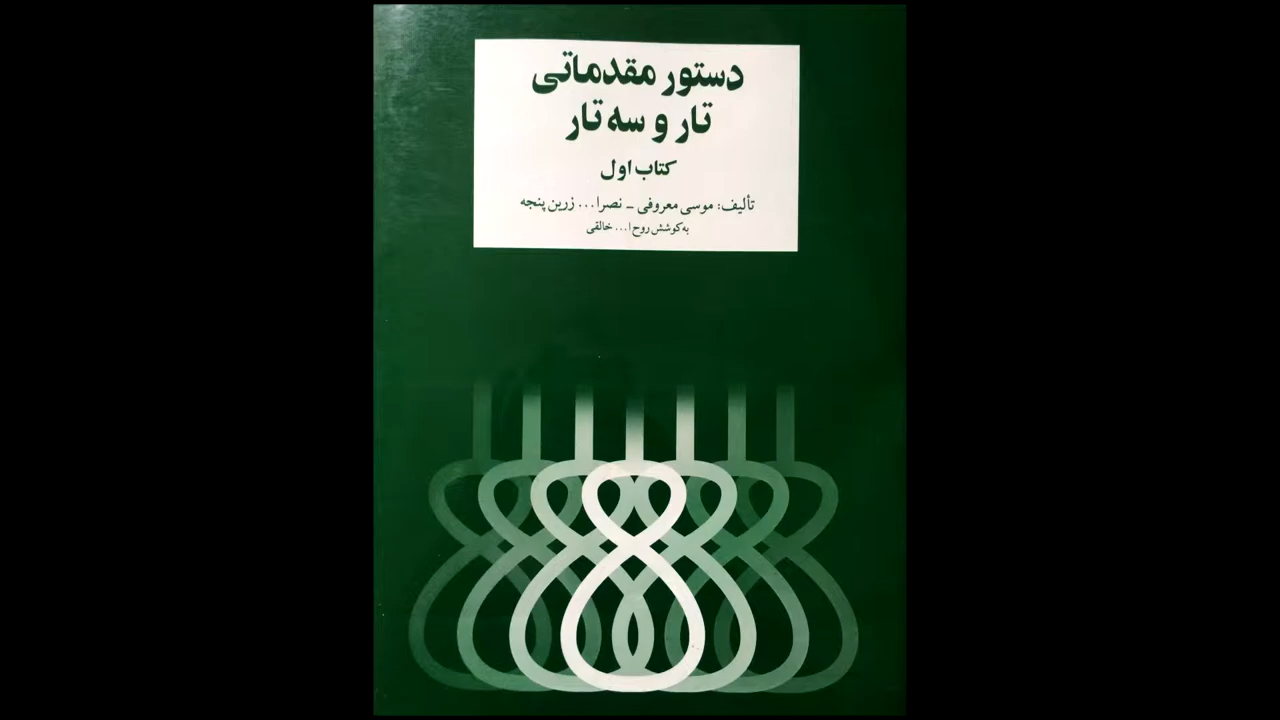 دستور مقدماتی
تار و سه تار
کتاب اول
تألیف: موسی معروفی - نصرا... زرین پنجه
به کوشش روح ا... خالقی